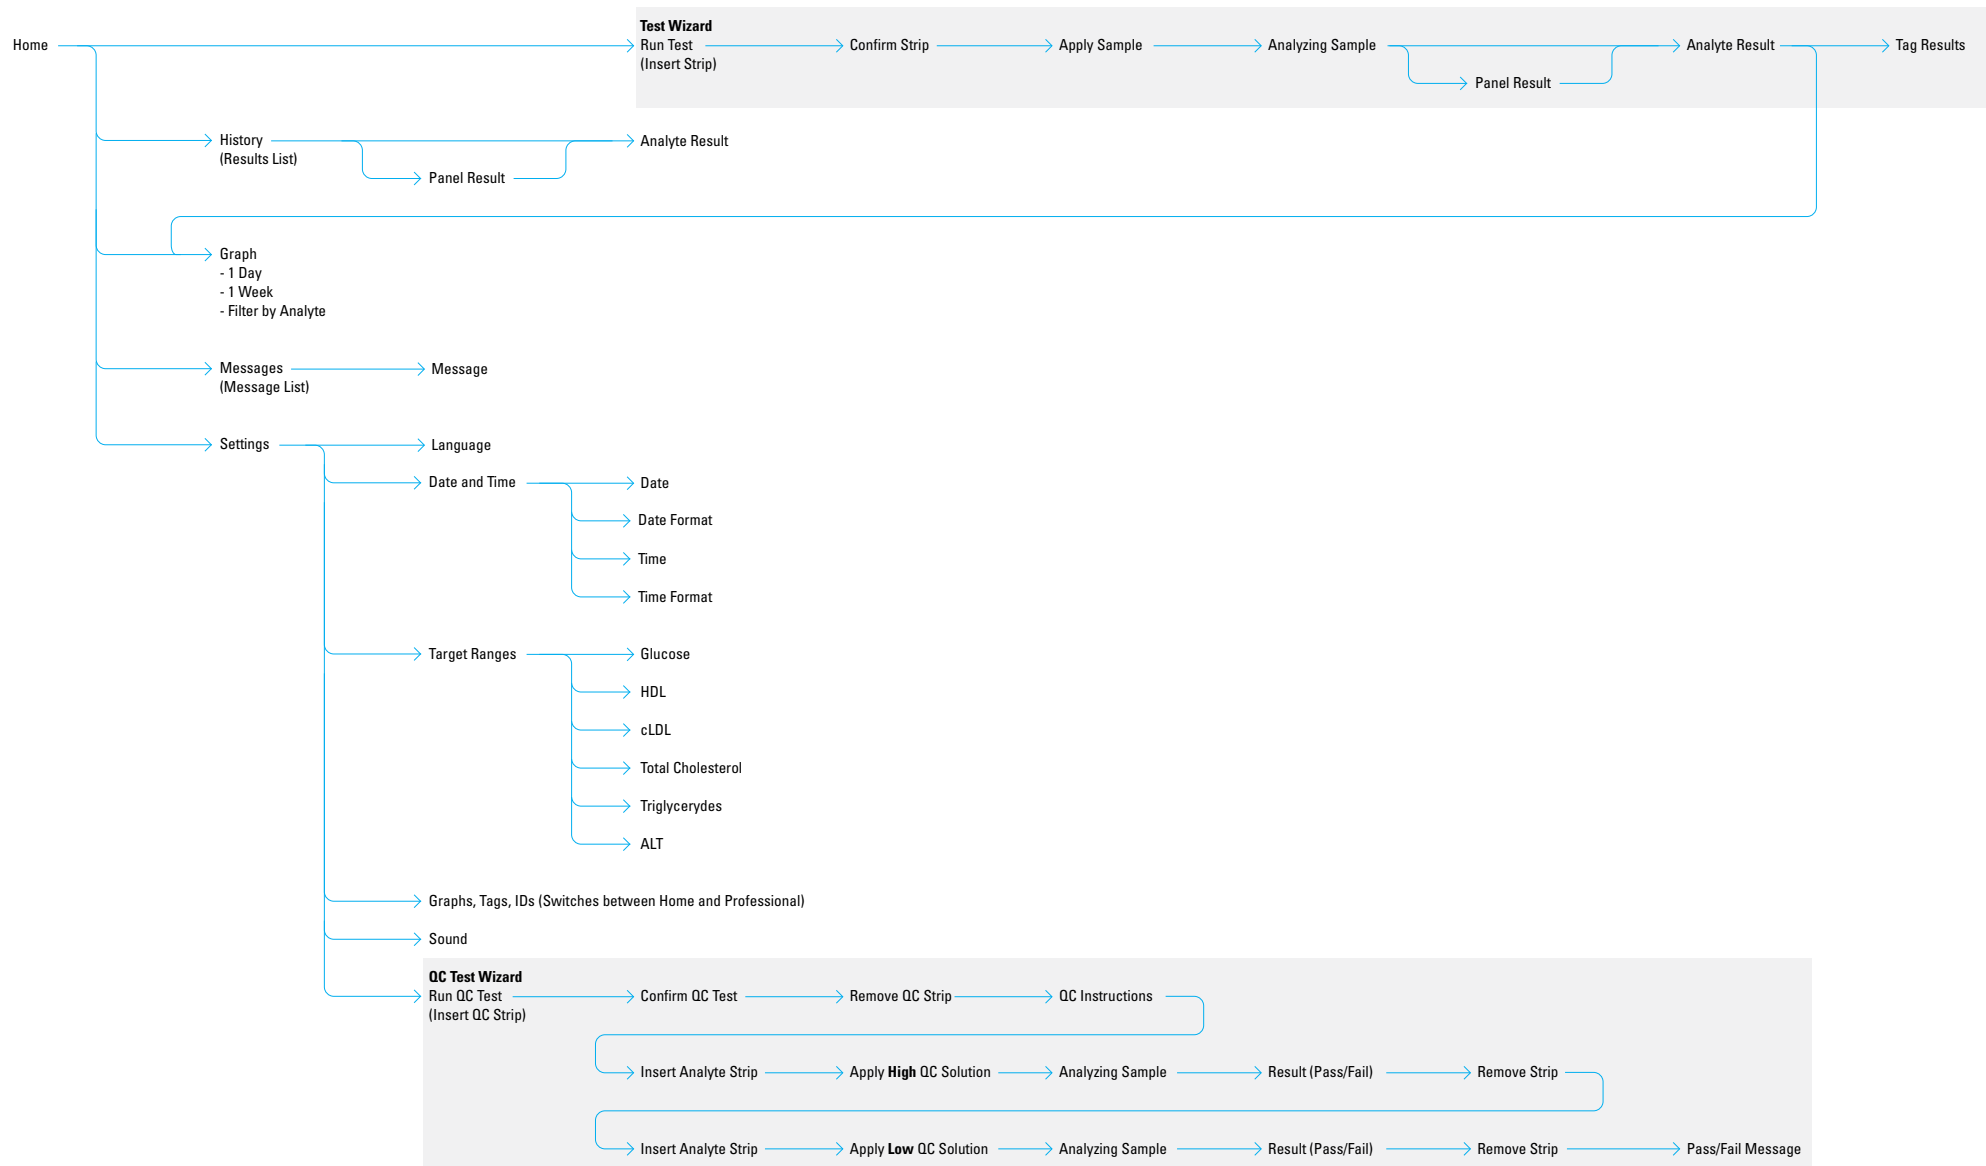 Test Wizard
Home
Run Test
(Insert Strip)
Confirm Strip
Apply Sample
Analyzing Sample
Panel Result
Analyte Result
Tag Results
History
(Results List)
Panel Result
Analyte Result
Graph
- 1 Day
- 1 Week
- Filter by Analyte
Messages
(Message List)
Message
Settings
Language
Date and Time
Date
Date Format
Time
Time Format
Target Ranges
Glucose
HDL
cLDL
Total Cholesterol
Triglycerydes
ALT
Graphs, Tags, IDs (Switches between Home and Professional)
Sound
QC Test Wizard
Run QC Test
(Insert QC Strip)
Confirm QC Test
Remove QC Strip
QC Instructions
Insert Analyte Strip
Apply High QC Solution
Analyzing Sample
Result (Pass/Fail)
Remove Strip
Insert Analyte Strip
Apply Low QC Solution
Analyzing Sample
Result (Pass/Fail)
Remove Strip
Pass/Fail Message